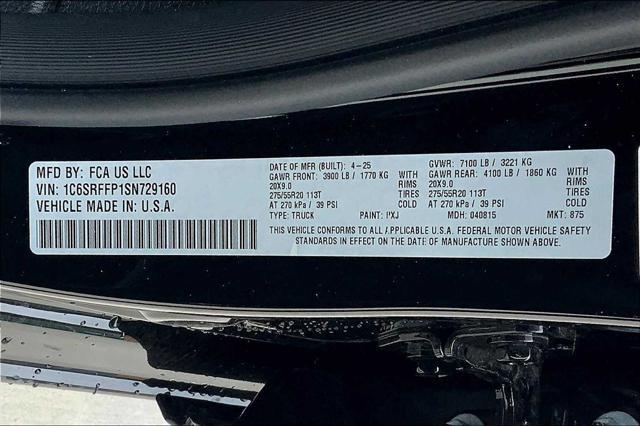 MFD BY: FCA US LLC
VIN: 1C6SRFFP1SN729160
VEHICLE MADE IN: U.S.A.
DATE OF MFR (BUILT): 4-25 GVWR: 7100 LB / 3221 KG
GAWR FRONT: 3900 LB / 1770 KG WITH GAWR REAR: 4100 LB / 1860 KG WITH
20X9.0 TIRES 20X9.0 TIRES
275/55R20 113T 275/55R20 113T
AT 270 kPa / 39 PSI COLD AT 270 kPa / 39 PSI COLD
TYPE: TRUCK PAINT: PXJ MDH: 040815 MKT: 875
THIS VEHICLE CONFORMS TO ALL APPLICABLE U.S.A. FEDERAL MOTOR VEHICLE SAFETY
STANDARDS IN EFFECT ON THE DATE OF MANUFACTURE SHOWN ABOVE.